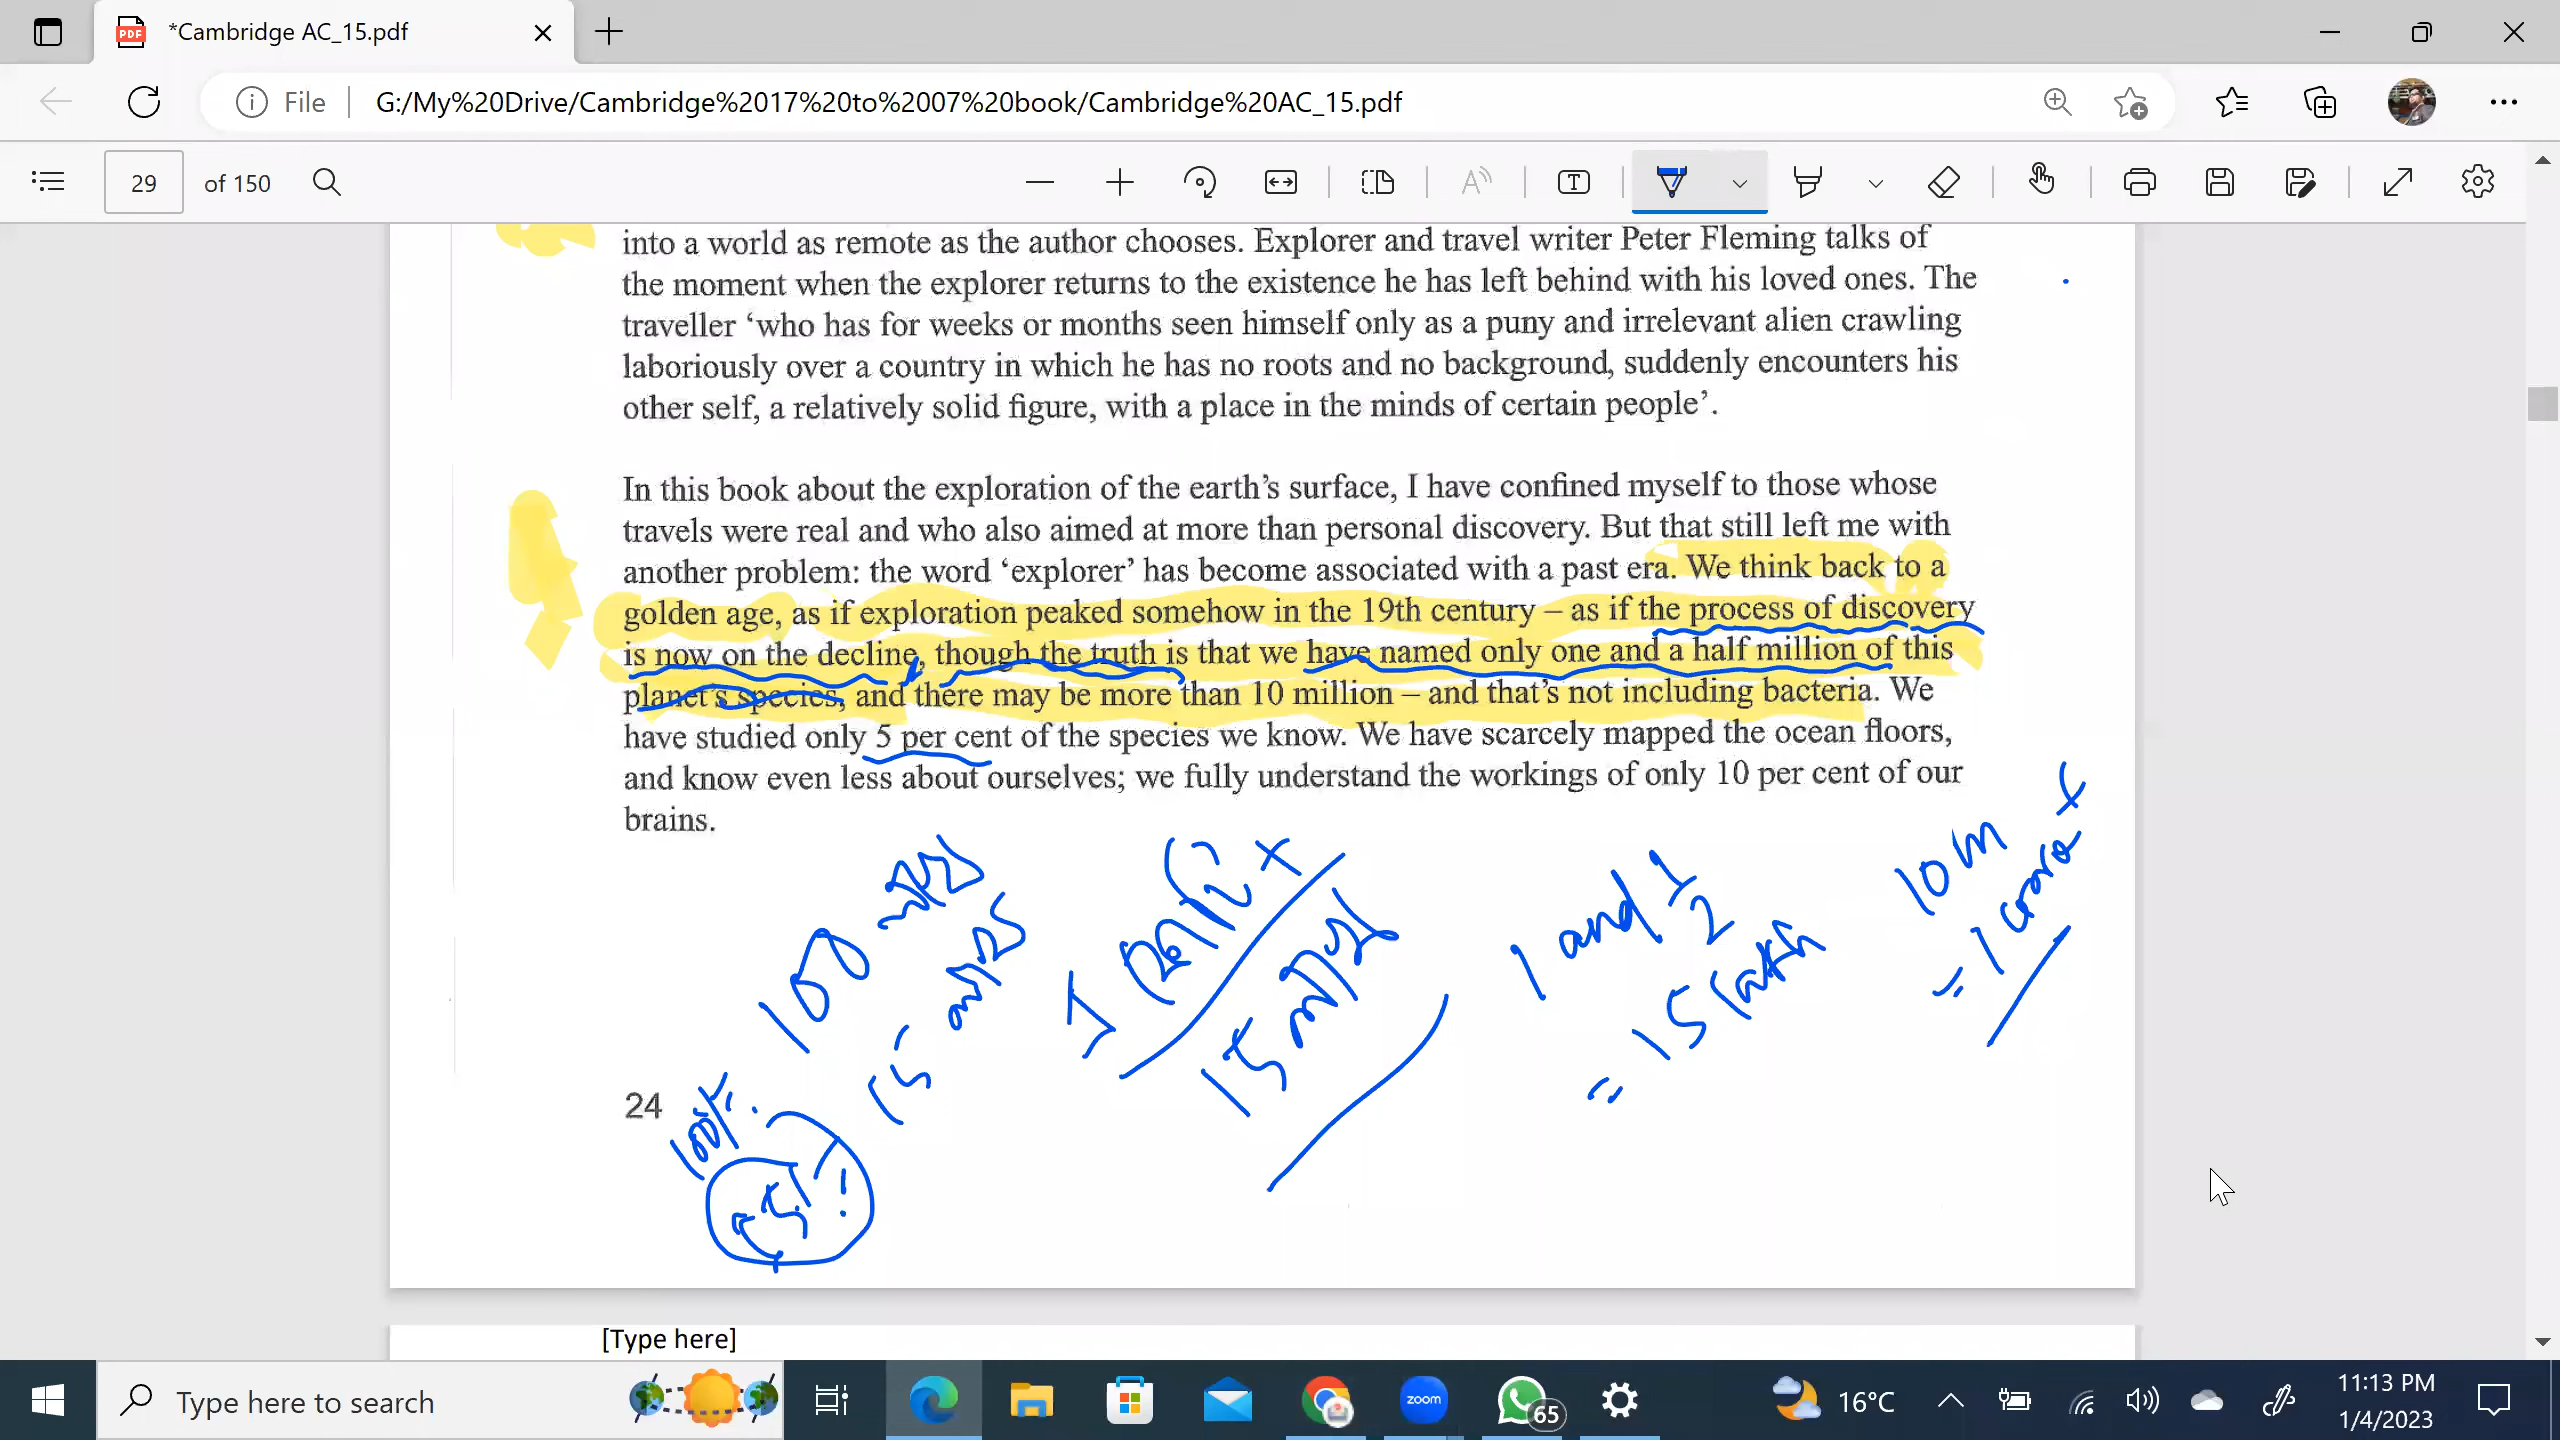 *Cambridge AC_15.pdf
File
G:/My%20Drive/Cambridge%2017%20to%2007%20book/Cambridge%20AC_15.pdf
29 of 150
into a world as remote as the author chooses. Explorer and travel writer Peter Fleming talks of
the moment when the explorer returns to the existence he has left behind with his loved ones. The
traveller ‘who has for weeks or months seen himself only as a puny and irrelevant alien crawling
laboriously over a country in which he has no roots and no background, suddenly encounters his
other self, a relatively solid figure, with a place in the minds of certain people’.
In this book about the exploration of the earth’s surface, I have confined myself to those whose
travels were real and who also aimed at more than personal discovery. But that still left me with
another problem: the word ‘explorer’ has become associated with a past era. We think back to a
golden age, as if exploration peaked somehow in the 19th century – as if the process of discovery
is now on the decline, though the truth is that we have named only one and a half million of this
planet’s species, and there may be more than 10 million – and that’s not including bacteria. We
have studied only 5 per cent of the species we know. We have scarcely mapped the ocean floors,
and know even less about ourselves; we fully understand the workings of only 10 per cent of our
brains.
100
15
15
1 and 1/2
= 15 lakh
10 m
= 1 crore +
24
100%
[Type here]
Type here to search
zoom
65
16°C
11:13 PM
1/4/2023